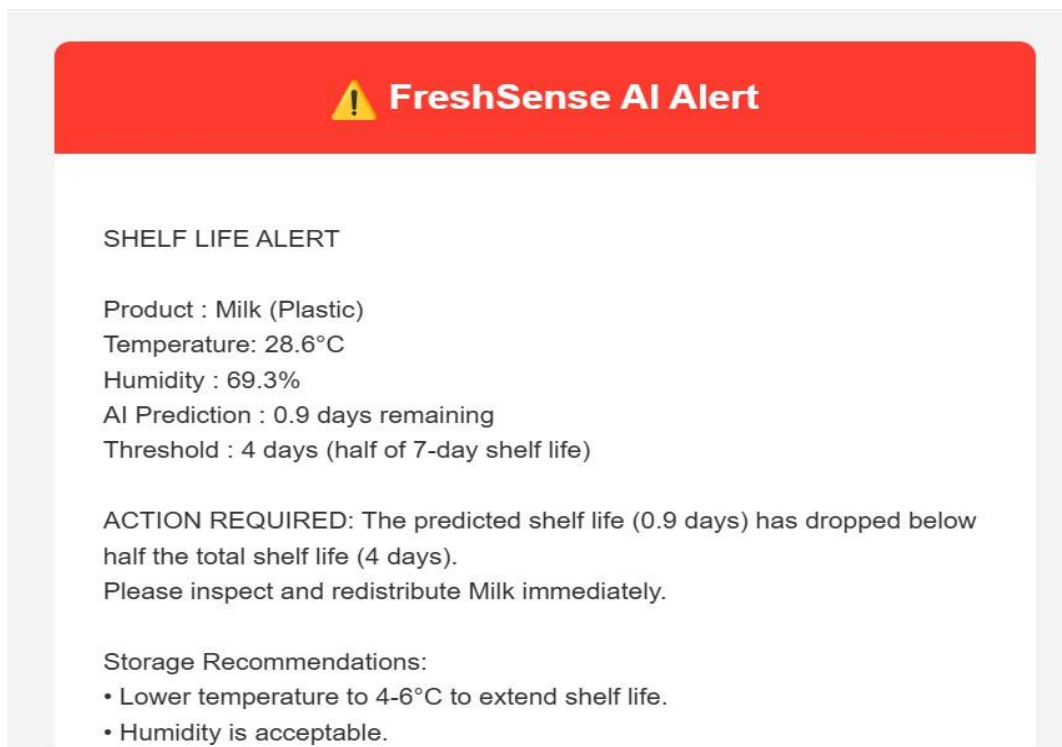 ⚠️ FreshSense AI Alert
SHELF LIFE ALERT
Product : Milk (Plastic)
Temperature: 28.6°C
Humidity : 69.3%
AI Prediction : 0.9 days remaining
Threshold : 4 days (half of 7-day shelf life)
ACTION REQUIRED: The predicted shelf life (0.9 days) has dropped below
half the total shelf life (4 days).
Please inspect and redistribute Milk immediately.
Storage Recommendations:
• Lower temperature to 4-6°C to extend shelf life.
• Humidity is acceptable.